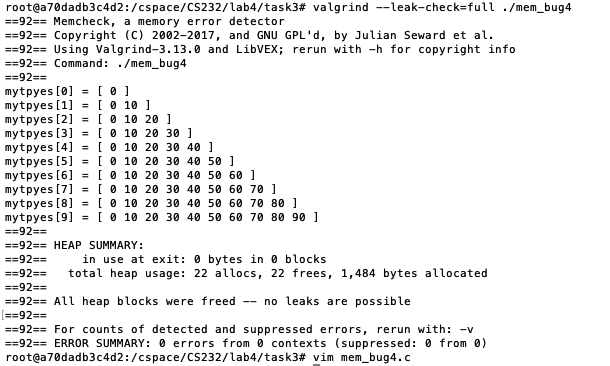 root@a70dadb3c4d2:/cspace/CS232/lab4/task3# valgrind --leak-check=full ./mem_bug4
==92== Memcheck, a memory error detector
==92== Copyright (C) 2002-2017, and GNU GPL'd, by Julian Seward et al.
==92== Using Valgrind-3.13.0 and LibVEX; rerun with -h for copyright info
==92== Command: ./mem_bug4
==92==
mytpyes[0] = [ 0 ]
mytpyes[1] = [ 0 10 ]
mytpyes[2] = [ 0 10 20 ]
mytpyes[3] = [ 0 10 20 30 ]
mytpyes[4] = [ 0 10 20 30 40 ]
mytpyes[5] = [ 0 10 20 30 40 50 ]
mytpyes[6] = [ 0 10 20 30 40 50 60 ]
mytpyes[7] = [ 0 10 20 30 40 50 60 70 ]
mytpyes[8] = [ 0 10 20 30 40 50 60 70 80 ]
mytpyes[9] = [ 0 10 20 30 40 50 60 70 80 90 ]
==92==
==92== HEAP SUMMARY:
==92==     in use at exit: 0 bytes in 0 blocks
==92==   total heap usage: 22 allocs, 22 frees, 1,484 bytes allocated
==92==
==92== All heap blocks were freed -- no leaks are possible
==92==
==92== For counts of detected and suppressed errors, rerun with: -v
==92== ERROR SUMMARY: 0 errors from 0 contexts (suppressed: 0 from 0)
root@a70dadb3c4d2:/cspace/CS232/lab4/task3# vim mem_bug4.c